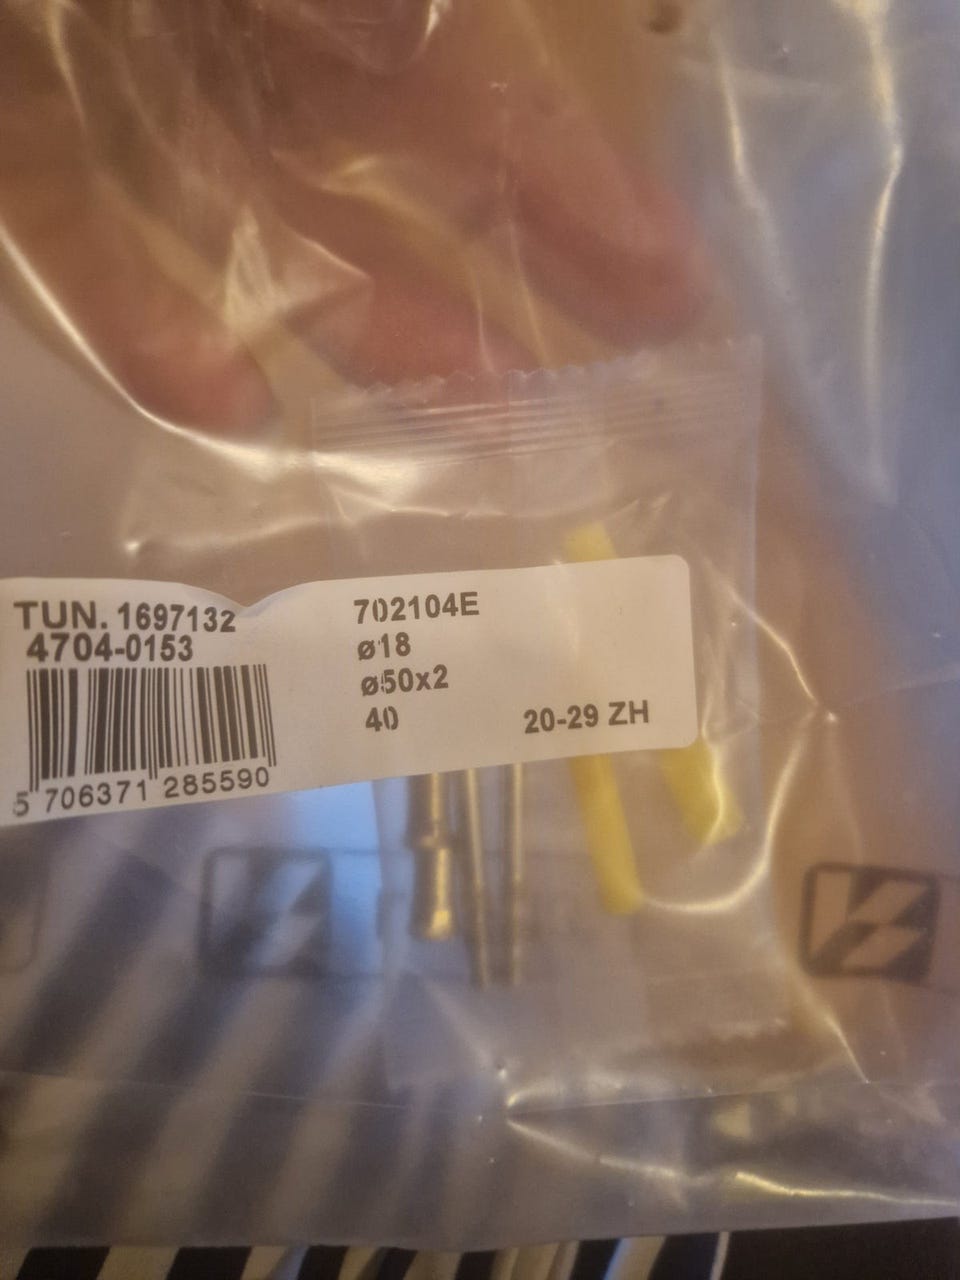 TUN. 1697132
4704-0153
5 706371 285590
702104E
ø18
ø50x2
40
20-29 ZH